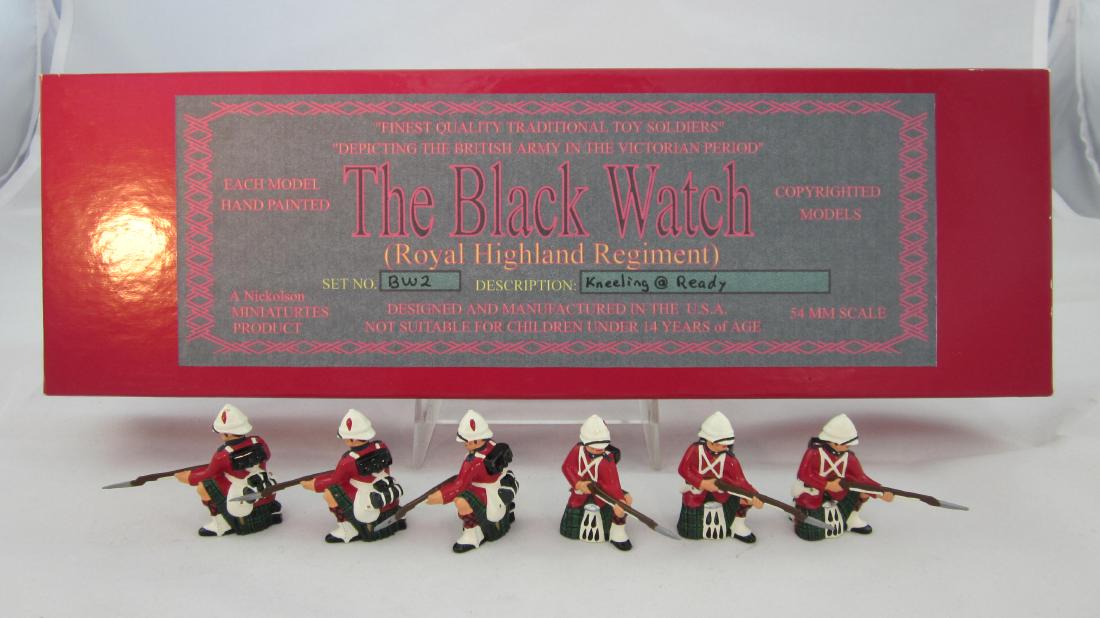 "FINEST QUALITY TRADITIONAL TOY SOLDIERS"
"DEPICTING THE BRITISH ARMY IN THE VICTORIAN PERIOD"
EACH MODEL
HAND PAINTED
The Black Watch
COPYRIGHTED
MODELS
(Royal Highland Regiment)
SET NO. BW2 DESCRIPTION: Kneeling @ Ready
A Nickolson
MINIATURTES
PRODUCT
DESIGNED AND MANUFACTURED IN THE U.S.A.
NOT SUITABLE FOR CHILDREN UNDER 14 YEARS of AGE
54 MM SCALE